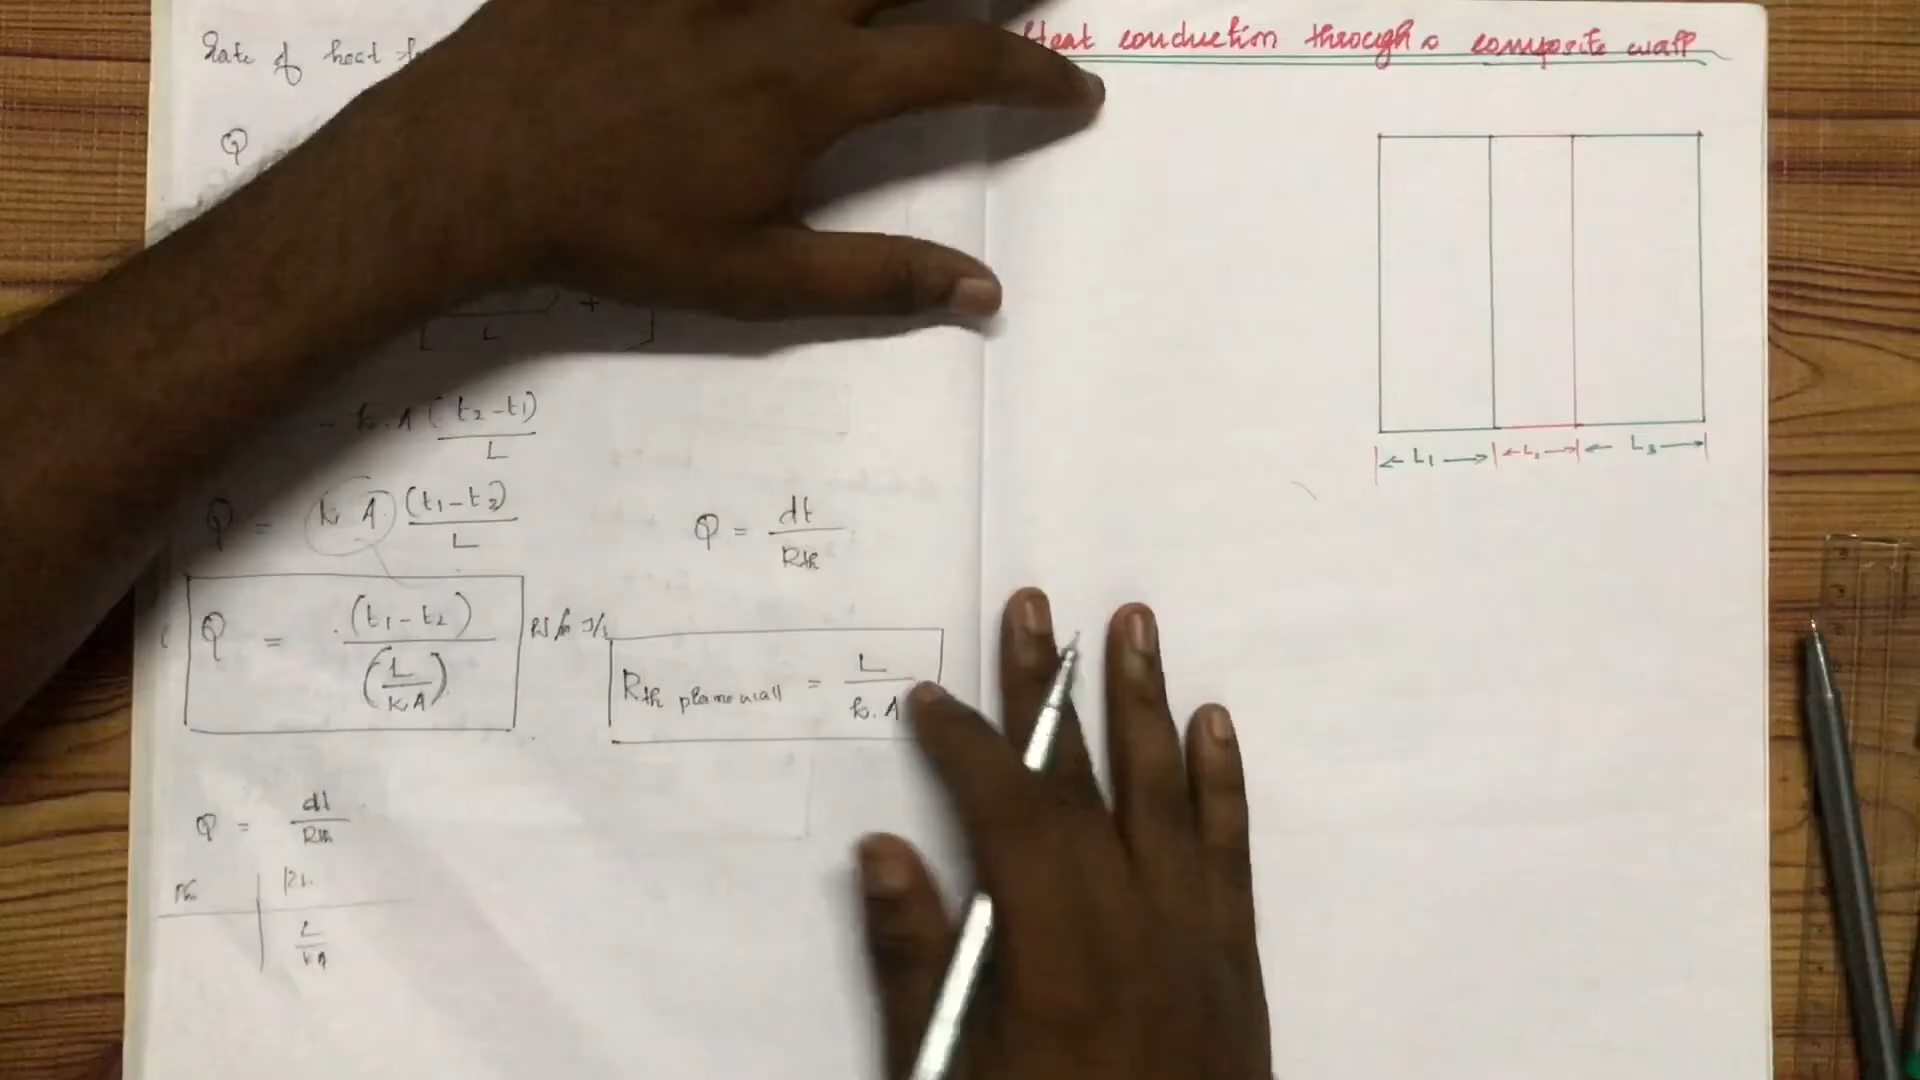 Rate of heat
Q
L
- k. A (t2-t1)
L
Q = k A. (t1-t2)
L
Q = (t1-t2)
(L
kA)
Q = dt
Rth
Rth plane wall = L
k. A
Q = dt
Rth
L
kA
Heat conduction through a composite wall
L1 L2 L3